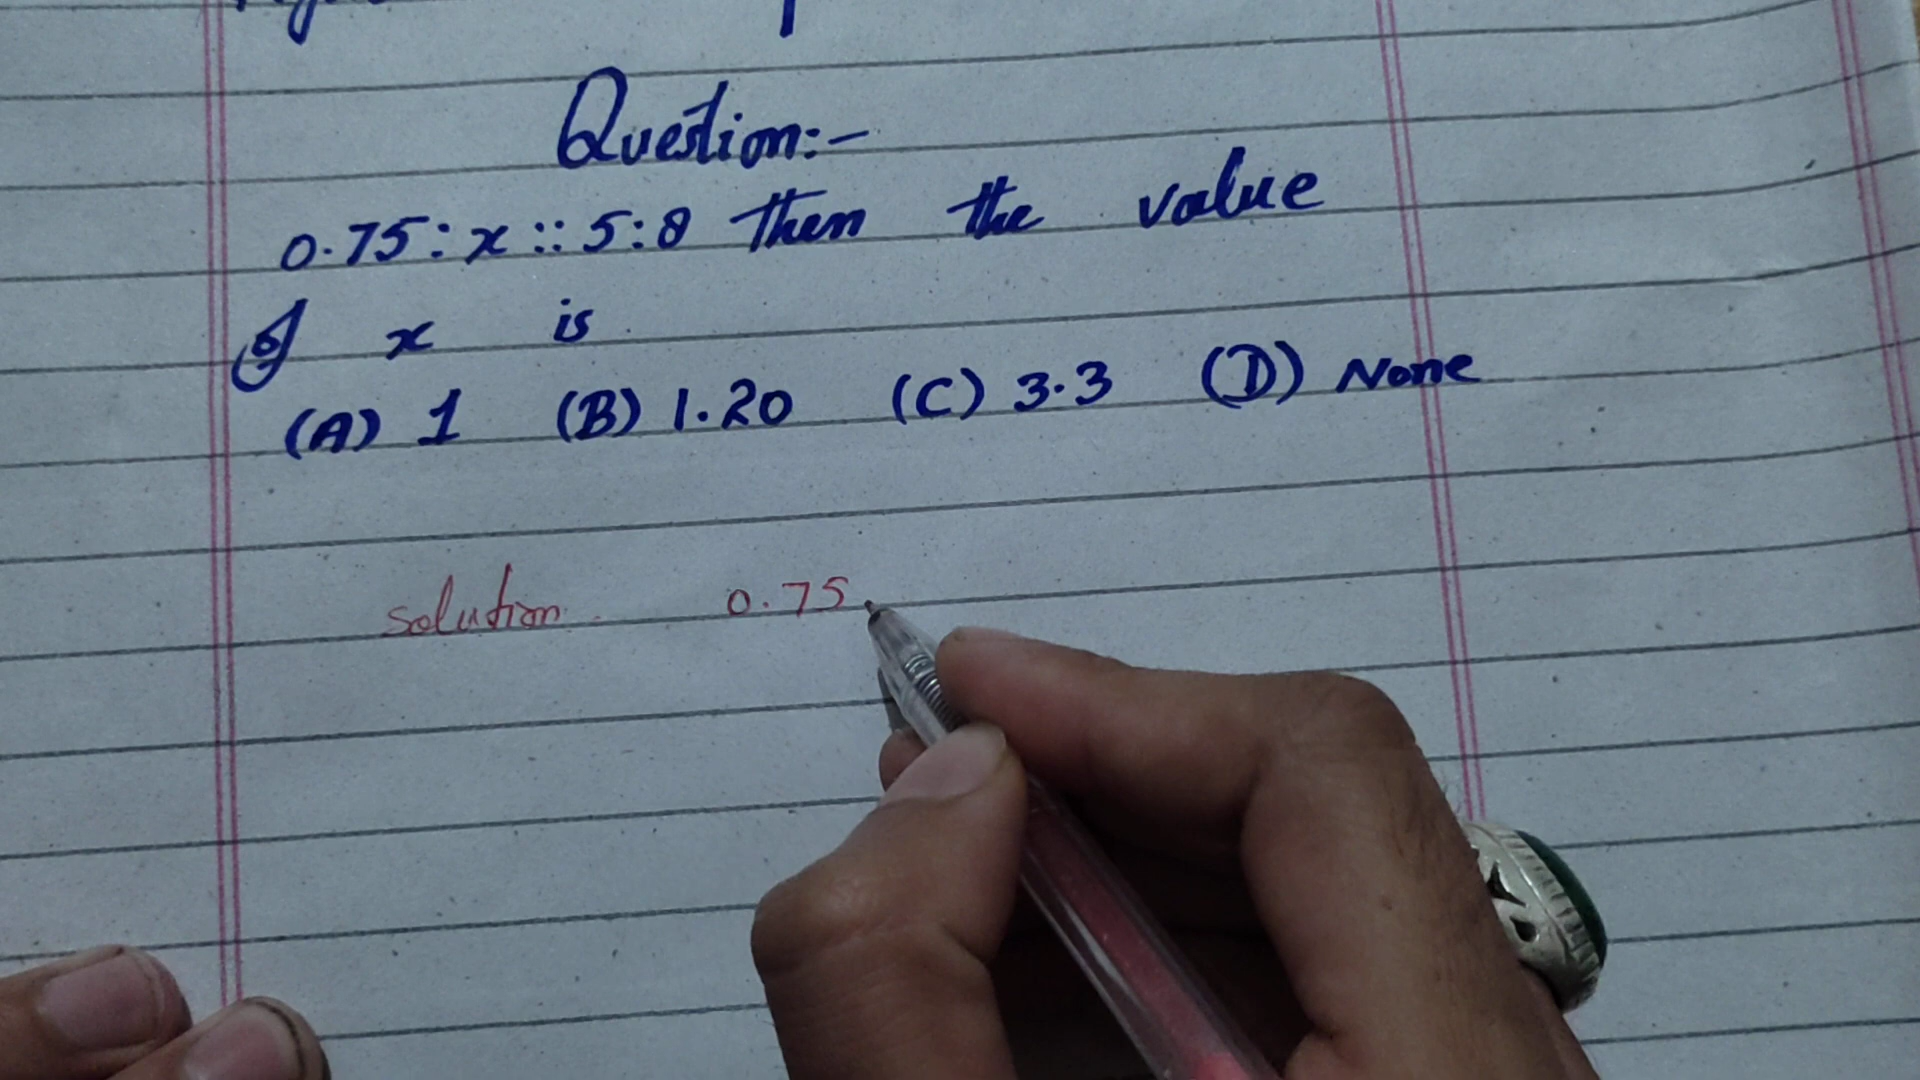 Question:-
0.75:x::5:8 then the value
of x is
(A) 1 (B) 1.20 (C) 3.3 (D) None
Solution. 0.75